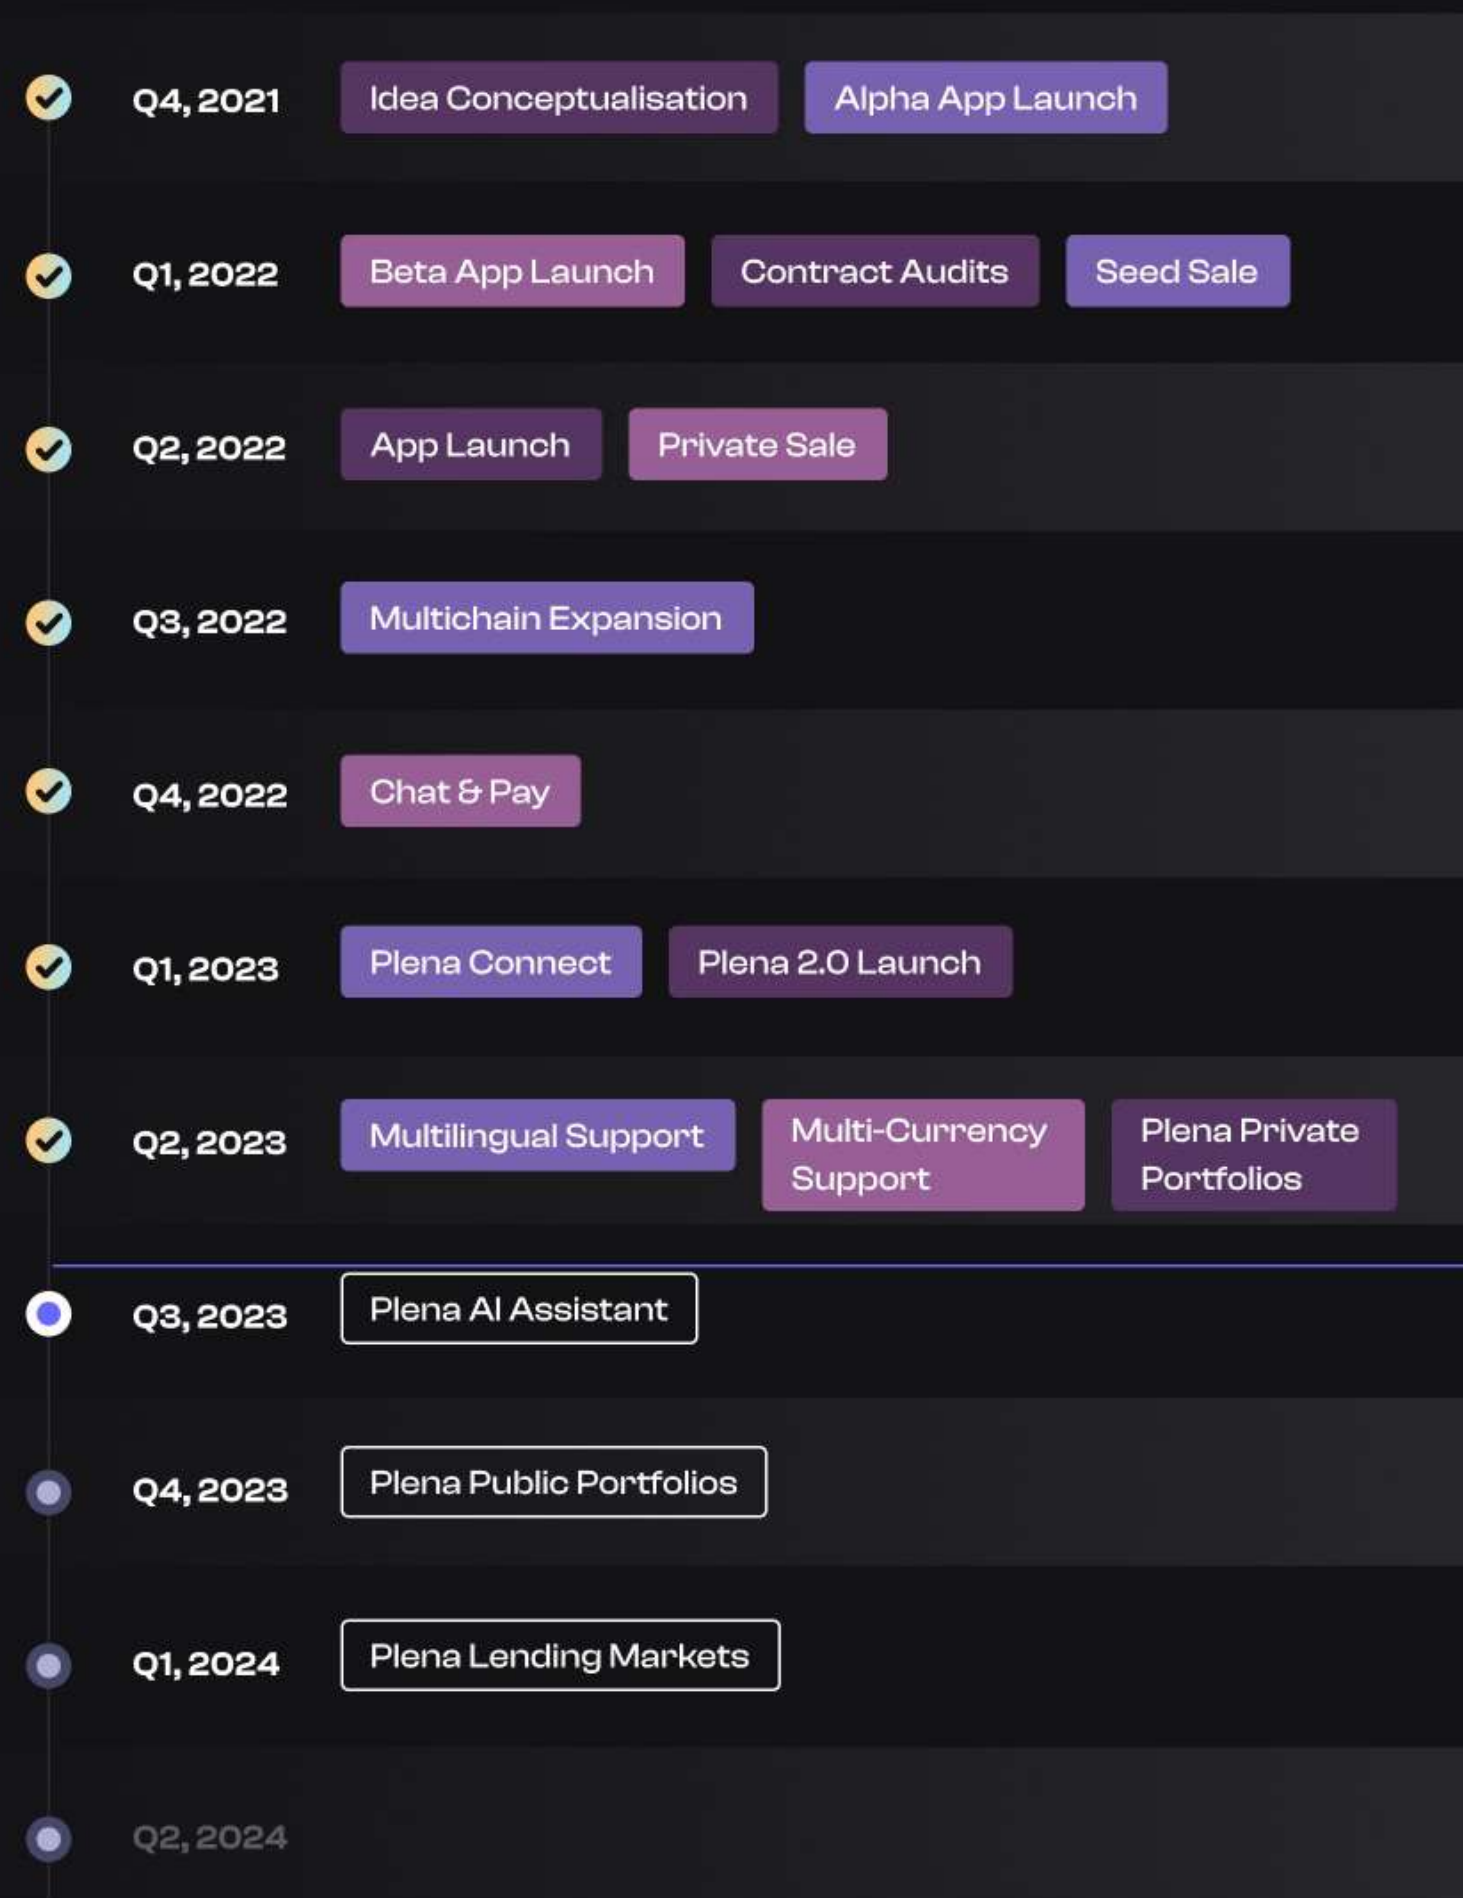 Q4, 2021 Idea Conceptualisation Alpha App Launch
Q1, 2022 Beta App Launch Contract Audits Seed Sale
Q2, 2022 App Launch Private Sale
Q3, 2022 Multichain Expansion
Q4, 2022 Chat & Pay
Q1, 2023 Plena Connect Plena 2.0 Launch
Q2, 2023 Multilingual Support Multi-Currency Support Plena Private Portfolios
Q3, 2023 Plena AI Assistant
Q4, 2023 Plena Public Portfolios
Q1, 2024 Plena Lending Markets
Q2, 2024